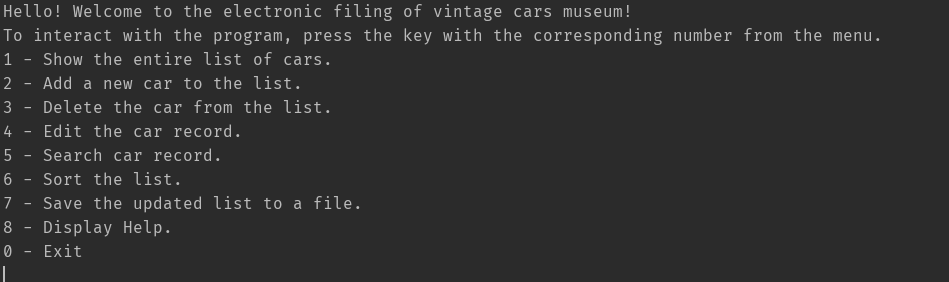 Hello! Welcome to the electronic filing of vintage cars museum!
To interact with the program, press the key with the corresponding number from the menu.
1 - Show the entire list of cars.
2 - Add a new car to the list.
3 - Delete the car from the list.
4 - Edit the car record.
5 - Search car record.
6 - Sort the list.
7 - Save the updated list to a file.
8 - Display Help.
0 - Exit